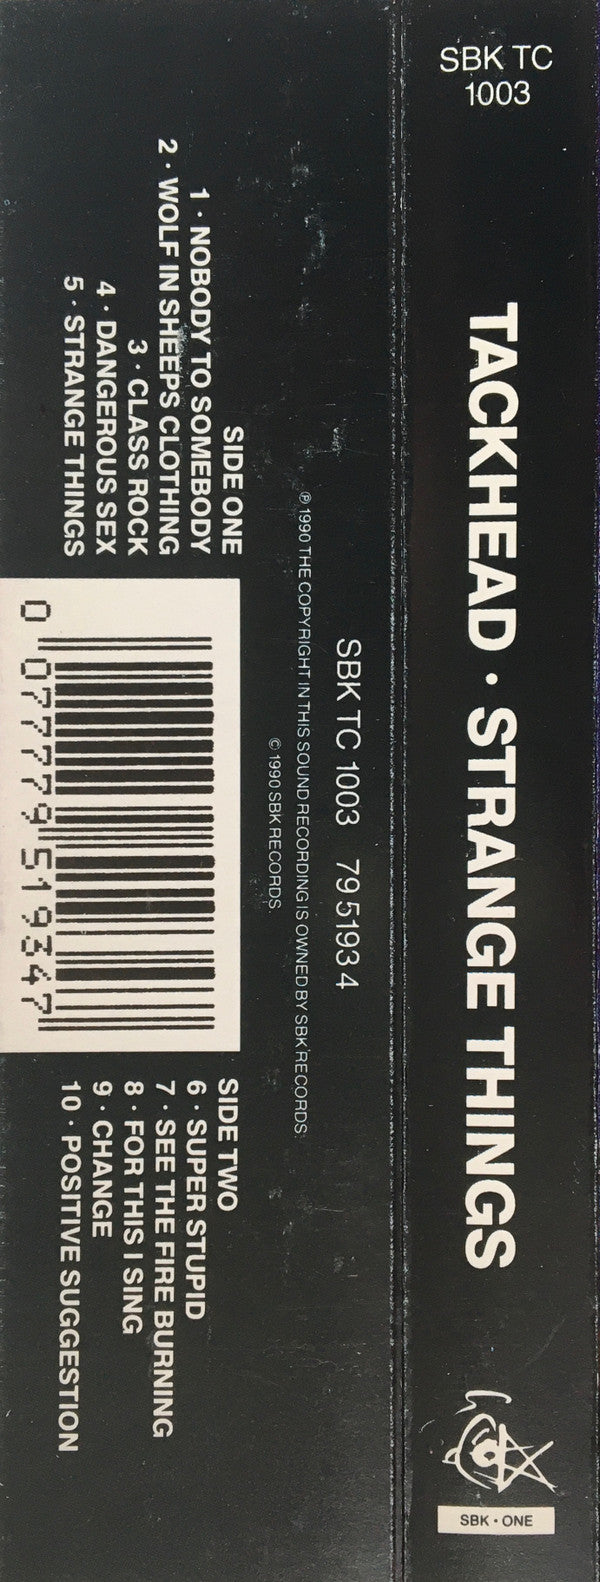 SBK TC
1003
TACKHEAD · STRANGE THINGS
SBK · ONE
SBK TC 1003 79 5193 4
℗ 1990 THE COPYRIGHT IN THIS SOUND RECORDING IS OWNED BY SBK RECORDS.
© 1990 SBK RECORDS.
SIDE ONE
1 · NOBODY TO SOMEBODY
2 · WOLF IN SHEEPS CLOTHING
3 · CLASS ROCK
4 · DANGEROUS SEX
5 · STRANGE THINGS
0 077779 519347
SIDE TWO
6 · SUPER STUPID
7 · SEE THE FIRE BURNING
8 · FOR THIS I SING
9 · CHANGE
10 · POSITIVE SUGGESTION